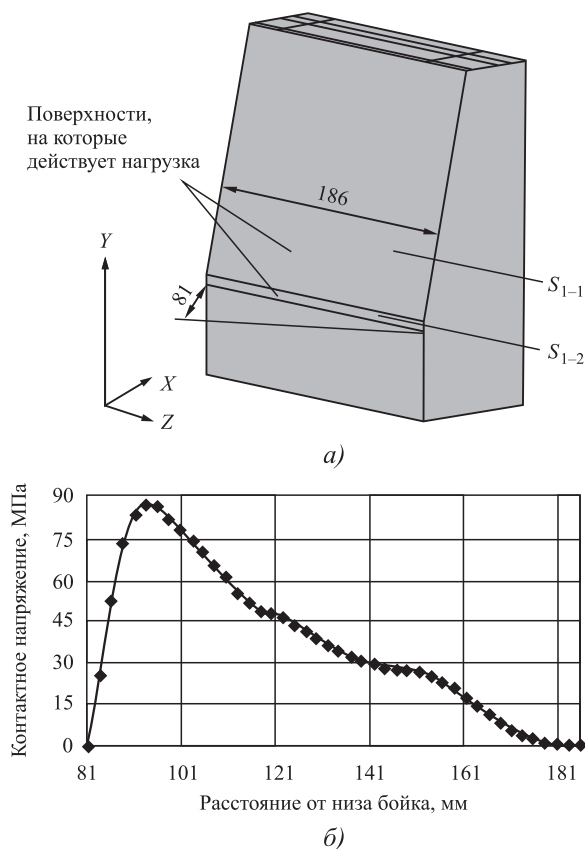 Поверхности,
на которые
действует нагрузка
186
Y
81
S1–1
S1–2
X
Z
а)
Контактное напряжение, МПа
90
75
60
45
30
15
0
81 101 121 141 161 181
Расстояние от низа бойка, мм
б)